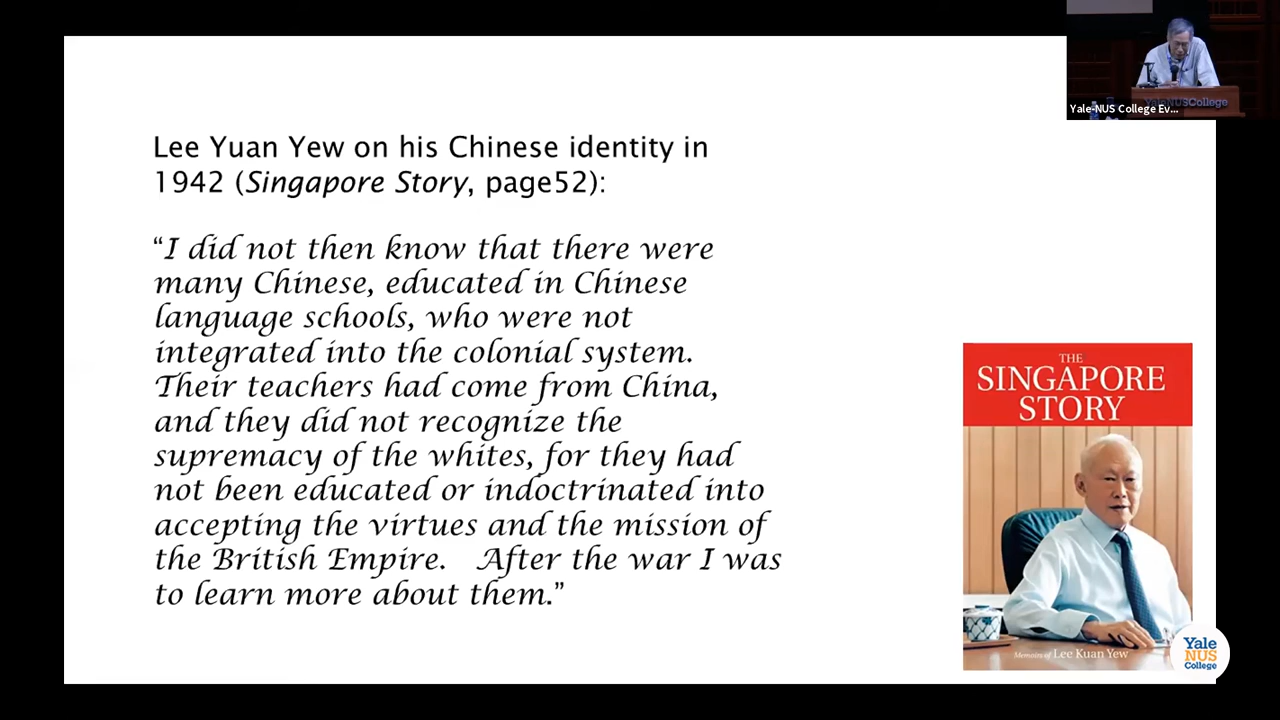 Yale-NUS College Ev...
YaleNUSCollege
Lee Yuan Yew on his Chinese identity in
1942 (Singapore Story, page52):
“I did not then know that there were
many Chinese, educated in Chinese
language schools, who were not
integrated into the colonial system.
Their teachers had come from China,
and they did not recognize the
supremacy of the whites, for they had
not been educated or indoctrinated into
accepting the virtues and the mission of
the British Empire. After the war I was
to learn more about them.”
THE
SINGAPORE
STORY
Memoirs of Lee Kuan Yew
Yale
NUS
College